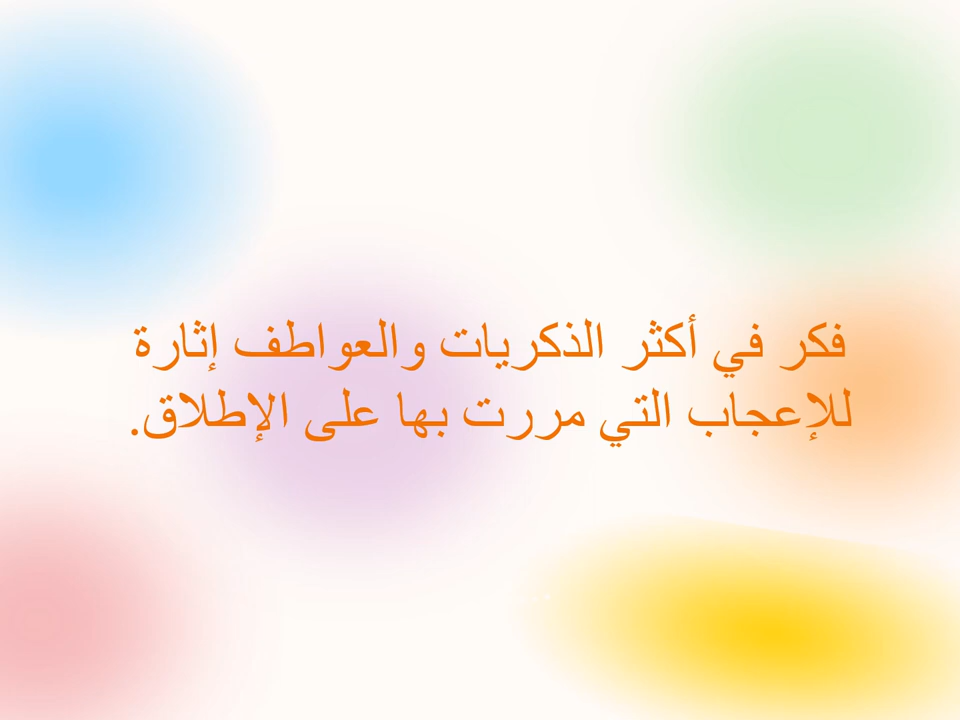 فكر في أكثر الذكريات والعواطف إثارة
للإعجاب التي مررت بها على الإطلاق.